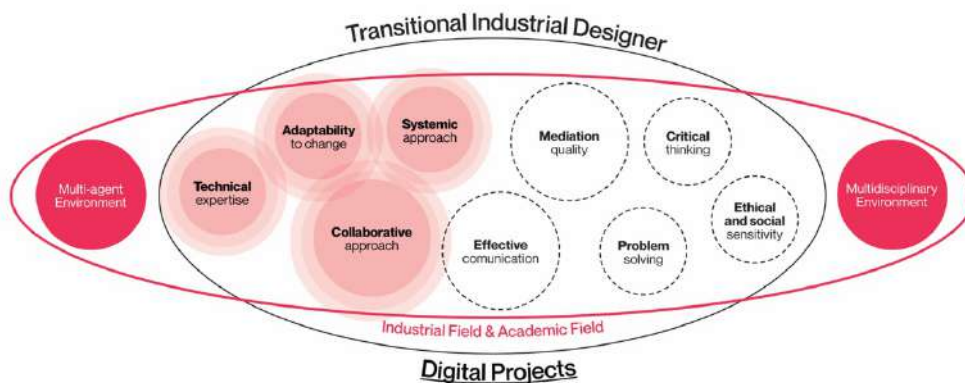 Transitional Industrial Designer
Multi-agent
Environment
Technical
expertise
Adaptability
to change
Systemic
approach
Collaborative
approach
Mediation
quality
Critical
thinking
Effective
comunication
Problem
solving
Ethical
and social
sensitivity
Multidisciplinary
Environment
Industrial Field & Academic Field
Digital Projects